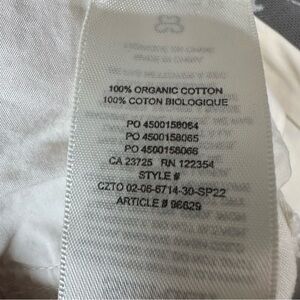 100% ORGANIC COTTON
100% COTON BIOLOGIQUE
PO 4500158064
PO 4500158065
PO 4500158066
CA 23725 RN 122354
STYLE #
CZTO 02-06-6714-30-SP22
ARTICLE # 96629